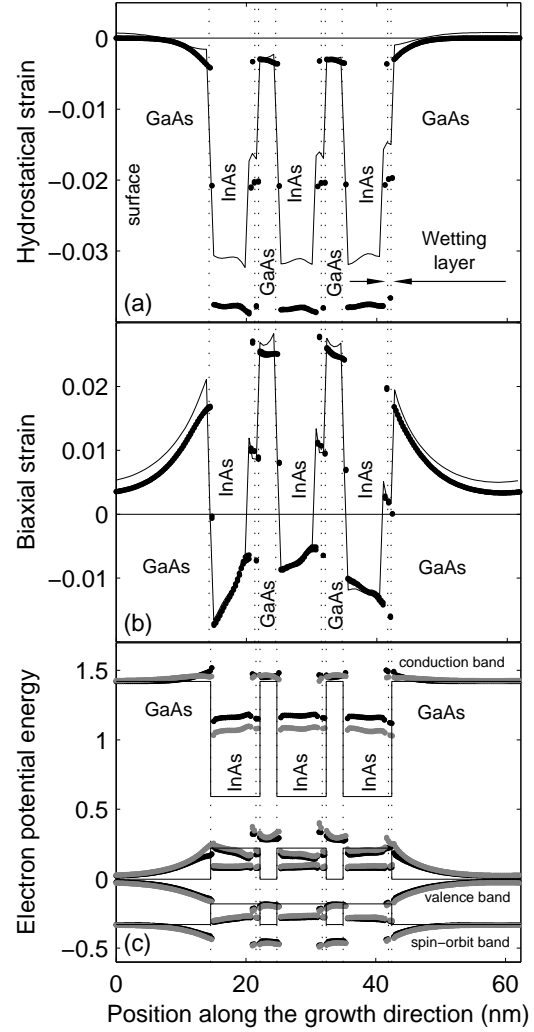 0
−0.01
−0.02
−0.03
Hydrostatical strain
GaAs
surface
InAs
GaAs
InAs
GaAs
InAs
GaAs
Wetting
layer
(a)
0.02
0.01
0
−0.01
Biaxial strain
GaAs
InAs
GaAs
InAs
GaAs
InAs
GaAs
(b)
1.5
1
0.5
0
−0.5
Electron potential energy
conduction band
GaAs
InAs
InAs
InAs
GaAs
valence band
spin−orbit band
(c)
0 20 40 60
Position along the growth direction (nm)